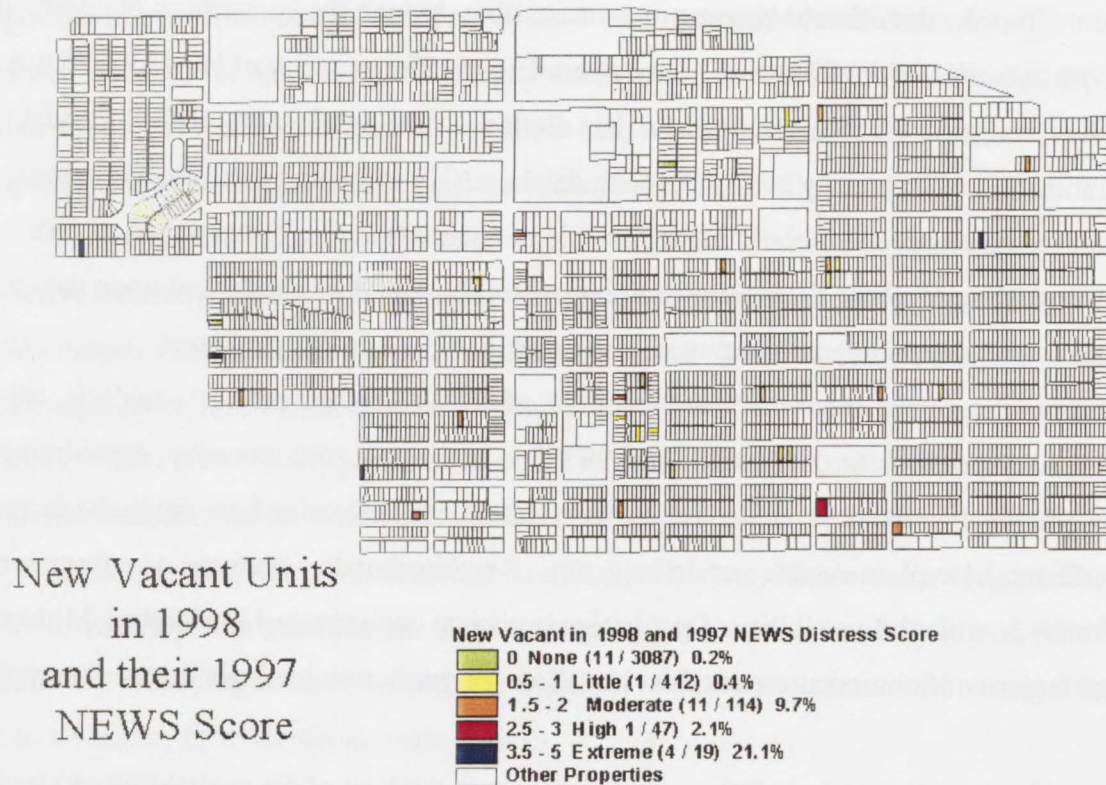 New Vacant Units
in 1998
and their 1997
NEWS Score
New Vacant in 1998 and 1997 NEWS Distress Score
0 None (11 / 3087) 0.2%
0.5 - 1 Little (1 / 412) 0.4%
1.5 - 2 Moderate (11 / 114) 9.7%
2.5 - 3 High 1 / 47) 2.1%
3.5 - 5 Extreme (4 / 19) 21.1%
Other Properties